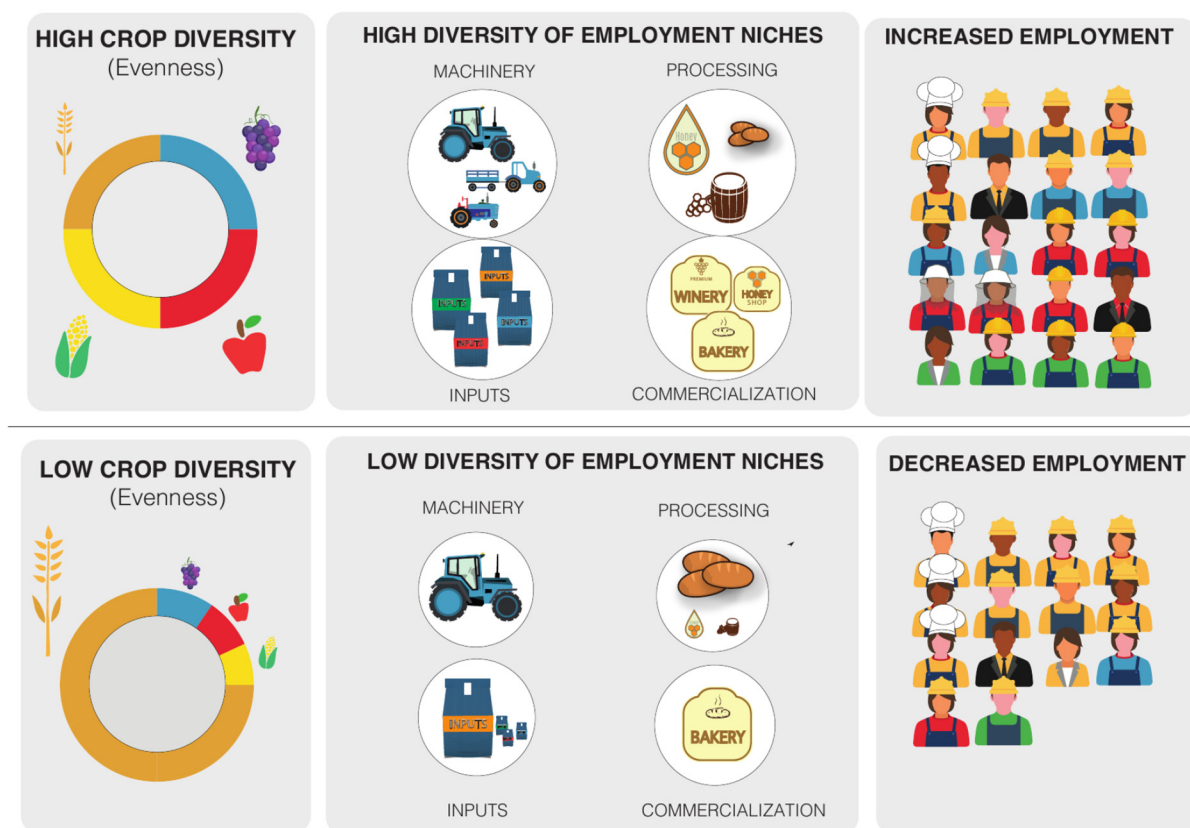 HIGH CROP DIVERSITY
(Evenness)
HIGH DIVERSITY OF EMPLOYMENT NICHES
MACHINERY
PROCESSING
Honey
INPUTS
INPUTS
INPUTS
INPUTS
PREMIUM
WINERY
HONEY
SHOP
BAKERY
INPUTS
COMMERCIALIZATION
INCREASED EMPLOYMENT
LOW CROP DIVERSITY
(Evenness)
LOW DIVERSITY OF EMPLOYMENT NICHES
MACHINERY
PROCESSING
INPUTS
BAKERY
INPUTS
COMMERCIALIZATION
DECREASED EMPLOYMENT